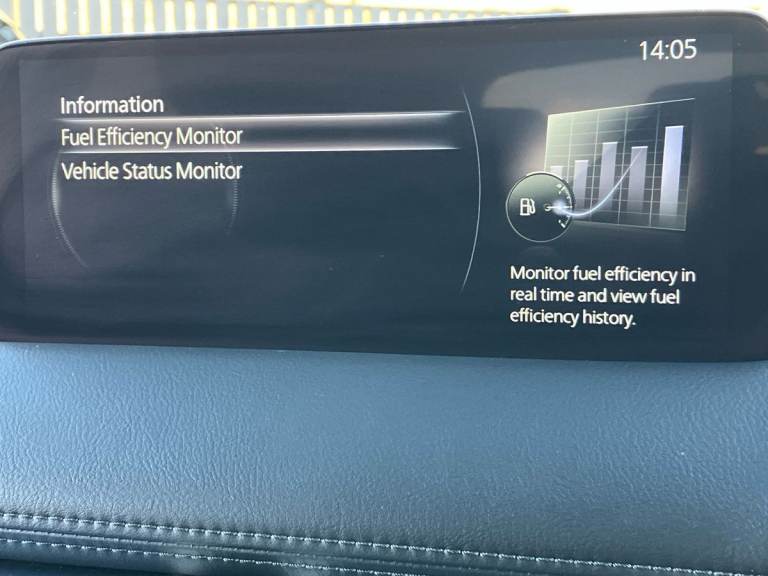 14:05
Information
Fuel Efficiency Monitor
Vehicle Status Monitor
Monitor fuel efficiency in
real time and view fuel
efficiency history.